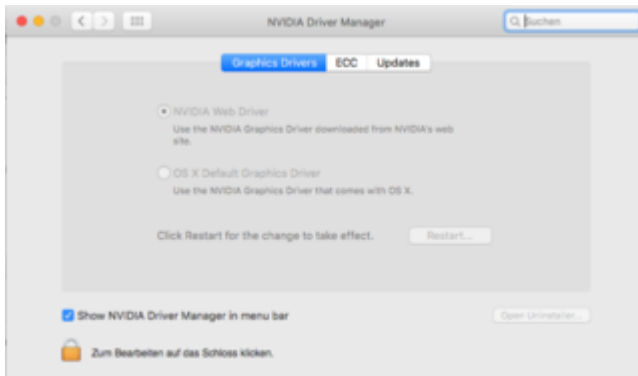 NVIDIA Driver Manager
Suchen
Graphics Drivers
ECC
Updates
NVIDIA Web Driver
Use the NVIDIA Graphics Driver downloaded from NVIDIA's web
site.
OS X Default Graphics Driver
Use the NVIDIA Graphics Driver that comes with OS X.
Click Restart for the change to take effect.
Restart...
Show NVIDIA Driver Manager in menu bar
Open Uninstaller...
Zum Bearbeiten auf das Schloss klicken.